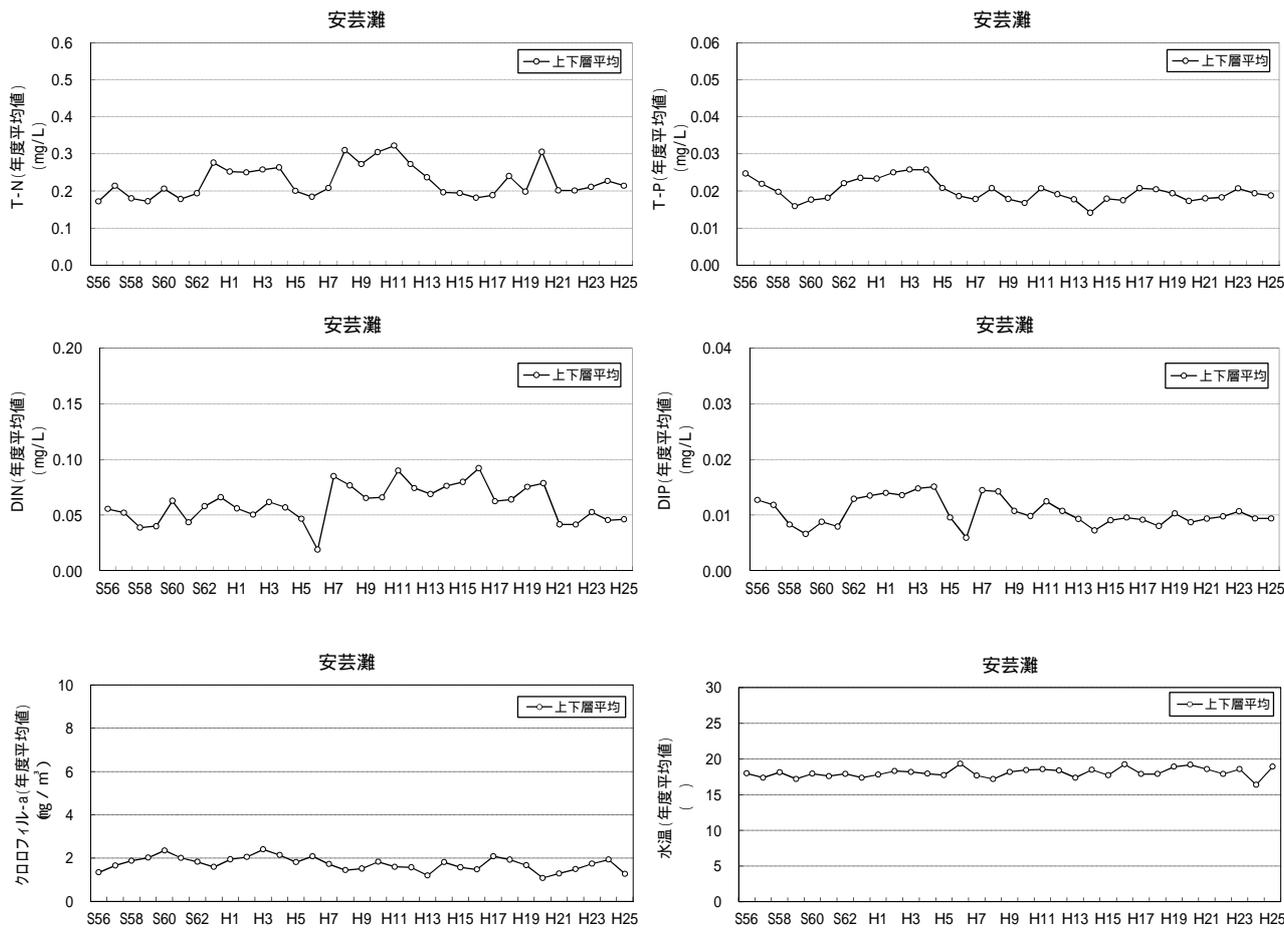 安芸灘
上下層平均
T-N(年度平均値)
(mg/L)
0.6
0.5
0.4
0.3
0.2
0.1
0.0
S56 S58 S60 S62 H1 H3 H5 H7 H9 H11 H13 H15 H17 H19 H21 H23 H25
安芸灘
上下層平均
T-P(年度平均値)
(mg/L)
0.06
0.05
0.04
0.03
0.02
0.01
0.00
S56 S58 S60 S62 H1 H3 H5 H7 H9 H11 H13 H15 H17 H19 H21 H23 H25
安芸灘
上下層平均
DIN(年度平均値)
(mg/L)
0.20
0.15
0.10
0.05
0.00
S56 S58 S60 S62 H1 H3 H5 H7 H9 H11 H13 H15 H17 H19 H21 H23 H25
安芸灘
上下層平均
DIP(年度平均値)
(mg/L)
0.04
0.03
0.02
0.01
0.00
S56 S58 S60 S62 H1 H3 H5 H7 H9 H11 H13 H15 H17 H19 H21 H23 H25
安芸灘
上下層平均
クロロフィル-a(年度平均値)
(mg/㎥)
10
8
6
4
2
0
S56 S58 S60 S62 H1 H3 H5 H7 H9 H11 H13 H15 H17 H19 H21 H23 H25
安芸灘
上下層平均
水温(年度平均値)
( )
30
25
20
15
10
5
0
S56 S58 S60 S62 H1 H3 H5 H7 H9 H11 H13 H15 H17 H19 H21 H23 H25